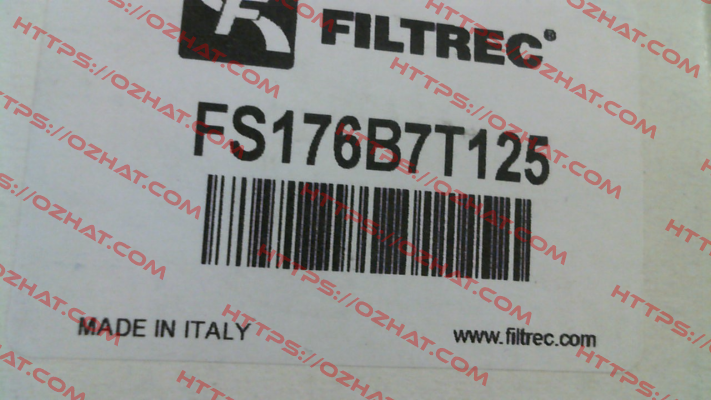 FILTREC®
FS176B7T125
MADE IN ITALY
www.filtrec.com
HTTPS://OZHAT.COM